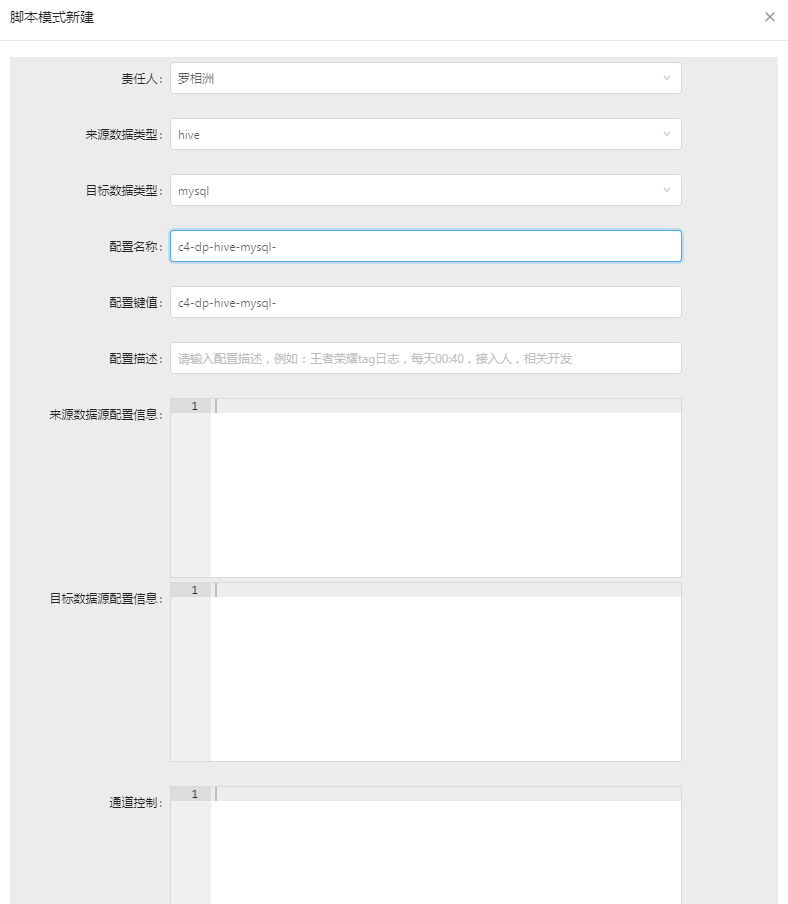 脚本模式新建
责任人： 罗相洲
来源数据类型： hive
目标数据类型： mysql
配置名称： c4-dp-hive-mysql-
配置键值： c4-dp-hive-mysql-
配置描述： 请输入配置描述，例如：王者荣耀tag日志，每天00:40，接入人，相关开发
来源数据源配置信息： 1
目标数据源配置信息： 1
通道控制： 1